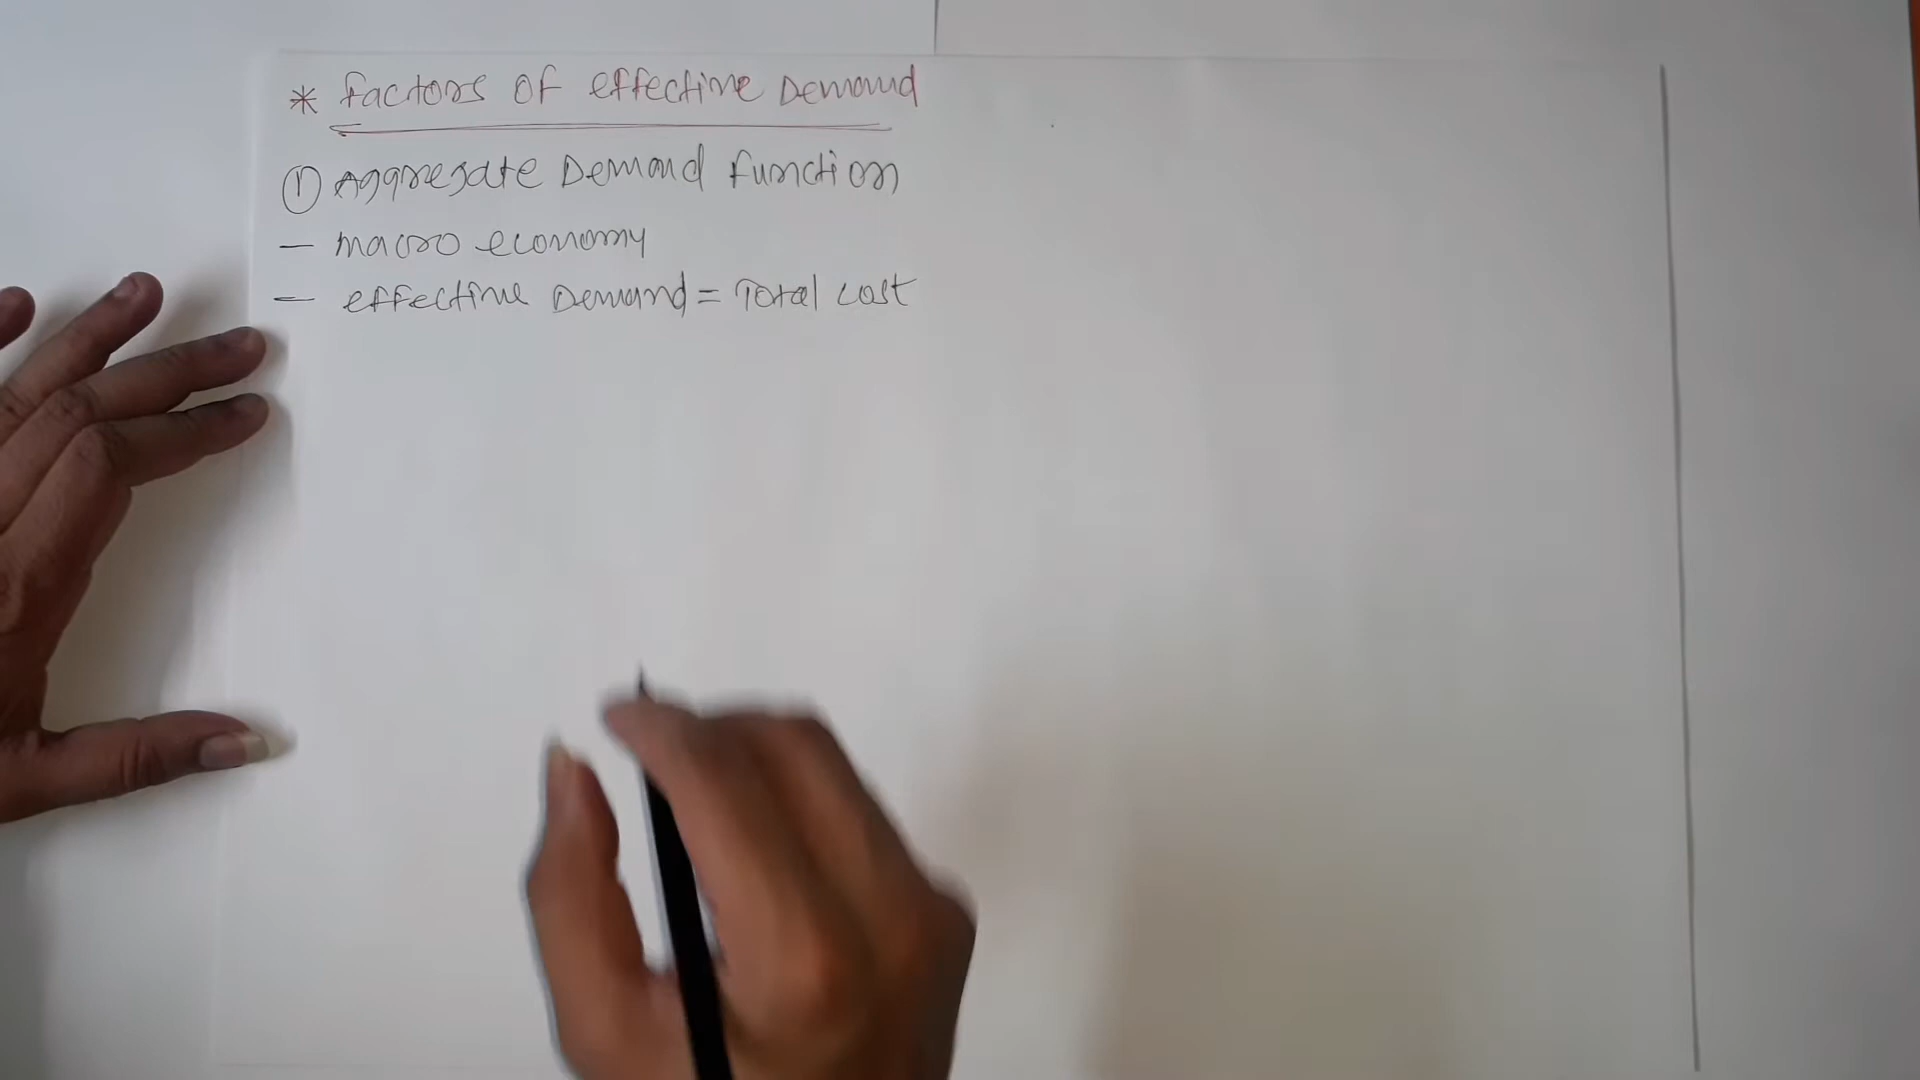 * Factors of effective Demand
① Aggregate Demand function
- macro economy
- effective Demand = Total cost